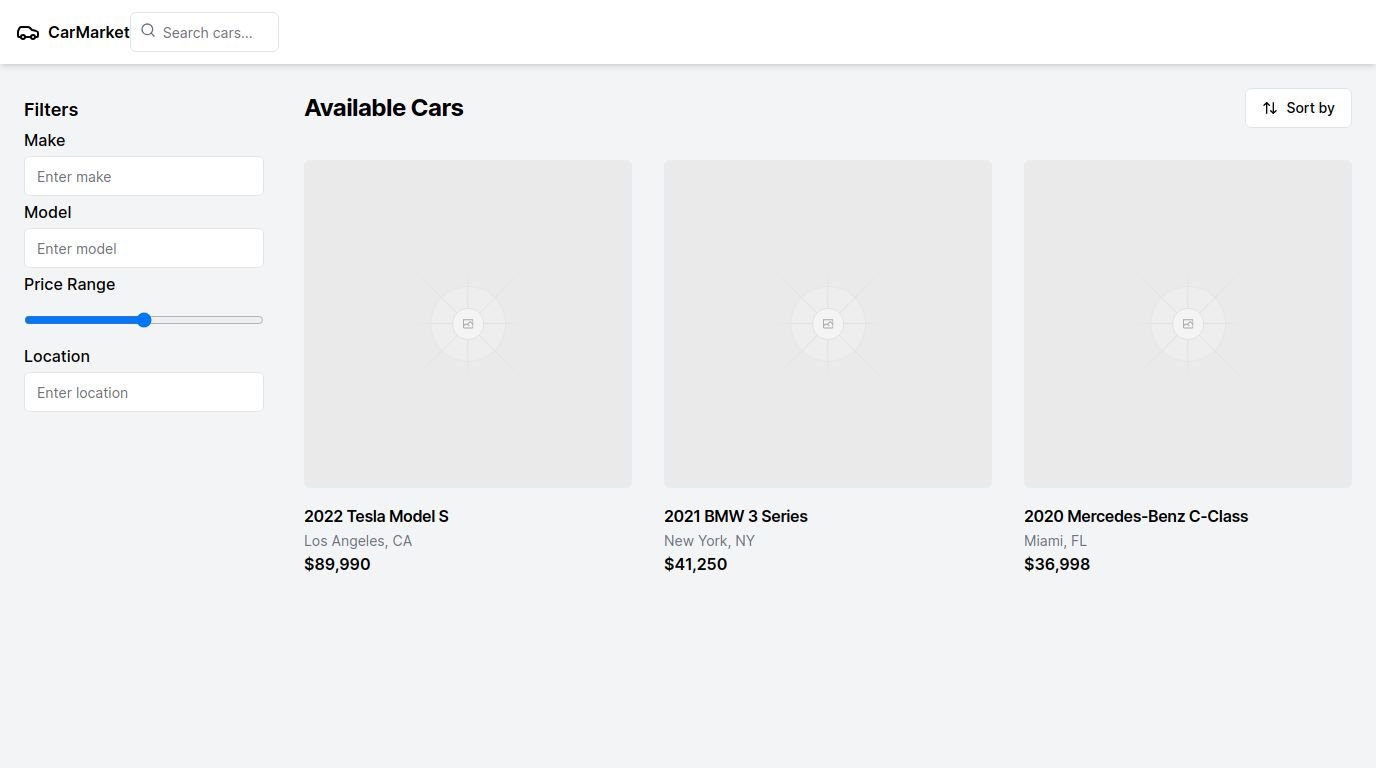 CarMarket
Search cars...
Filters
Make
Enter make
Model
Enter model
Price Range
Location
Enter location
Available Cars
Sort by
2022 Tesla Model S
Los Angeles, CA
$89,990
2021 BMW 3 Series
New York, NY
$41,250
2020 Mercedes-Benz C-Class
Miami, FL
$36,998